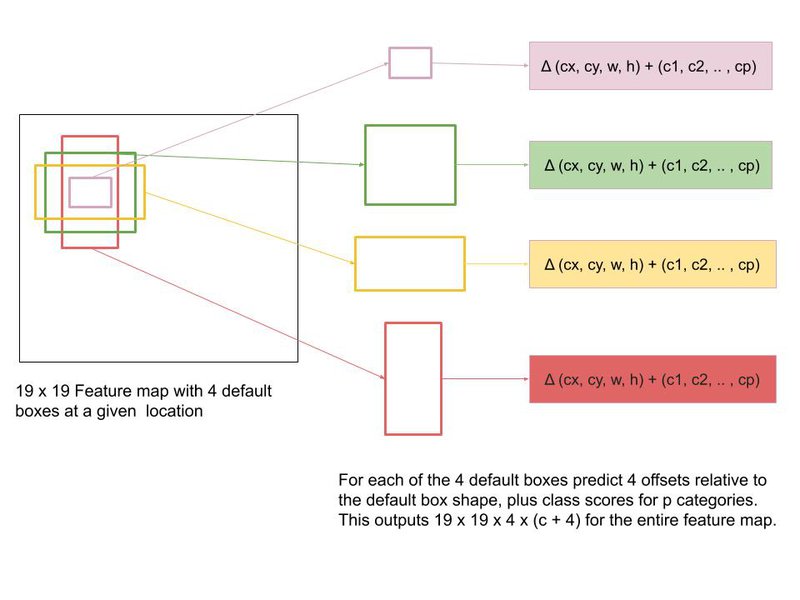 Δ (cx, cy, w, h) + (c1, c2, .. , cp)
Δ (cx, cy, w, h) + (c1, c2, .. , cp)
Δ (cx, cy, w, h) + (c1, c2, .. , cp)
Δ (cx, cy, w, h) + (c1, c2, .. , cp)
19 x 19 Feature map with 4 default
boxes at a given location
For each of the 4 default boxes predict 4 offsets relative to
the default box shape, plus class scores for p categories.
This outputs 19 x 19 x 4 x (c + 4) for the entire feature map.